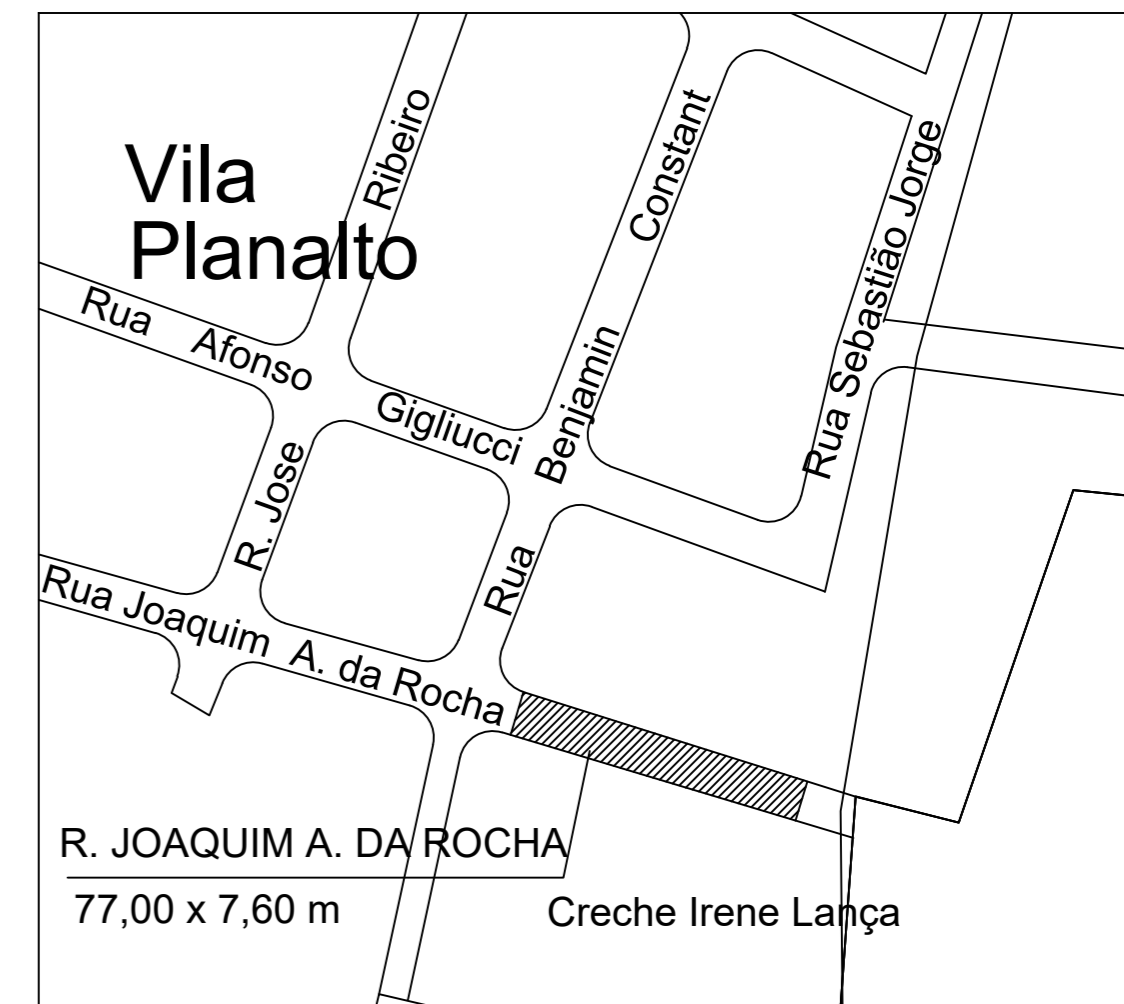 Vila
Planalto
Ribeiro
Constant
Rua Sebastião Jorge
Rua Afonso Gigliucci
Benjamin
R. Jose
Rua
Rua Joaquim A. da Rocha
R. JOAQUIM A. DA ROCHA
77,00 x 7,60 m
Creche Irene Lança